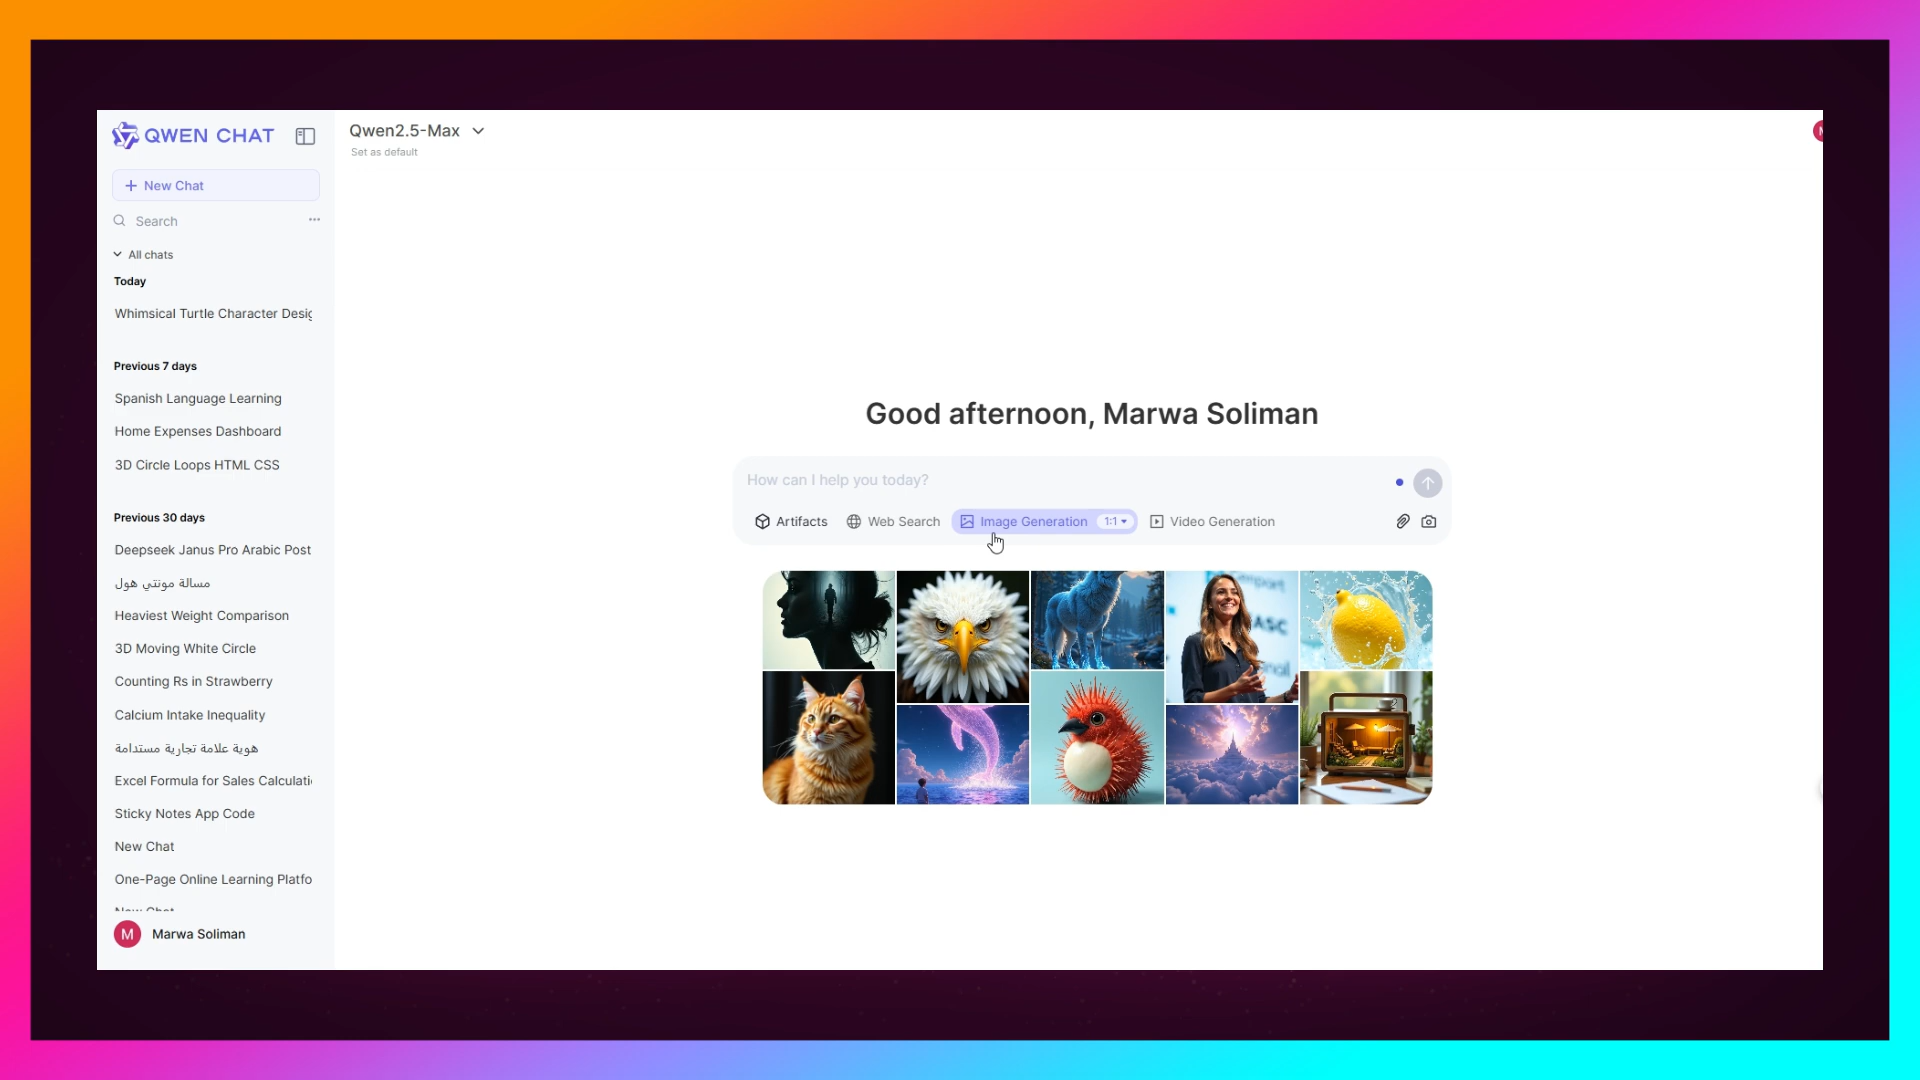 QWEN CHAT
Qwen2.5-Max
Set as default
New Chat
Search
All chats
Today
Whimsical Turtle Character Desig
Previous 7 days
Spanish Language Learning
Home Expenses Dashboard
3D Circle Loops HTML CSS
Previous 30 days
Deepseek Janus Pro Arabic Post
مسالة مونتي هول
Heaviest Weight Comparison
3D Moving White Circle
Counting Rs in Strawberry
Calcium Intake Inequality
هوية علامة تجارية مستدامة
Excel Formula for Sales Calculati
Sticky Notes App Code
New Chat
One-Page Online Learning Platfo
New Chat
M Marwa Soliman
Good afternoon, Marwa Soliman
How can I help you today?
Artifacts Web Search Image Generation 1:1 Video Generation
ASC